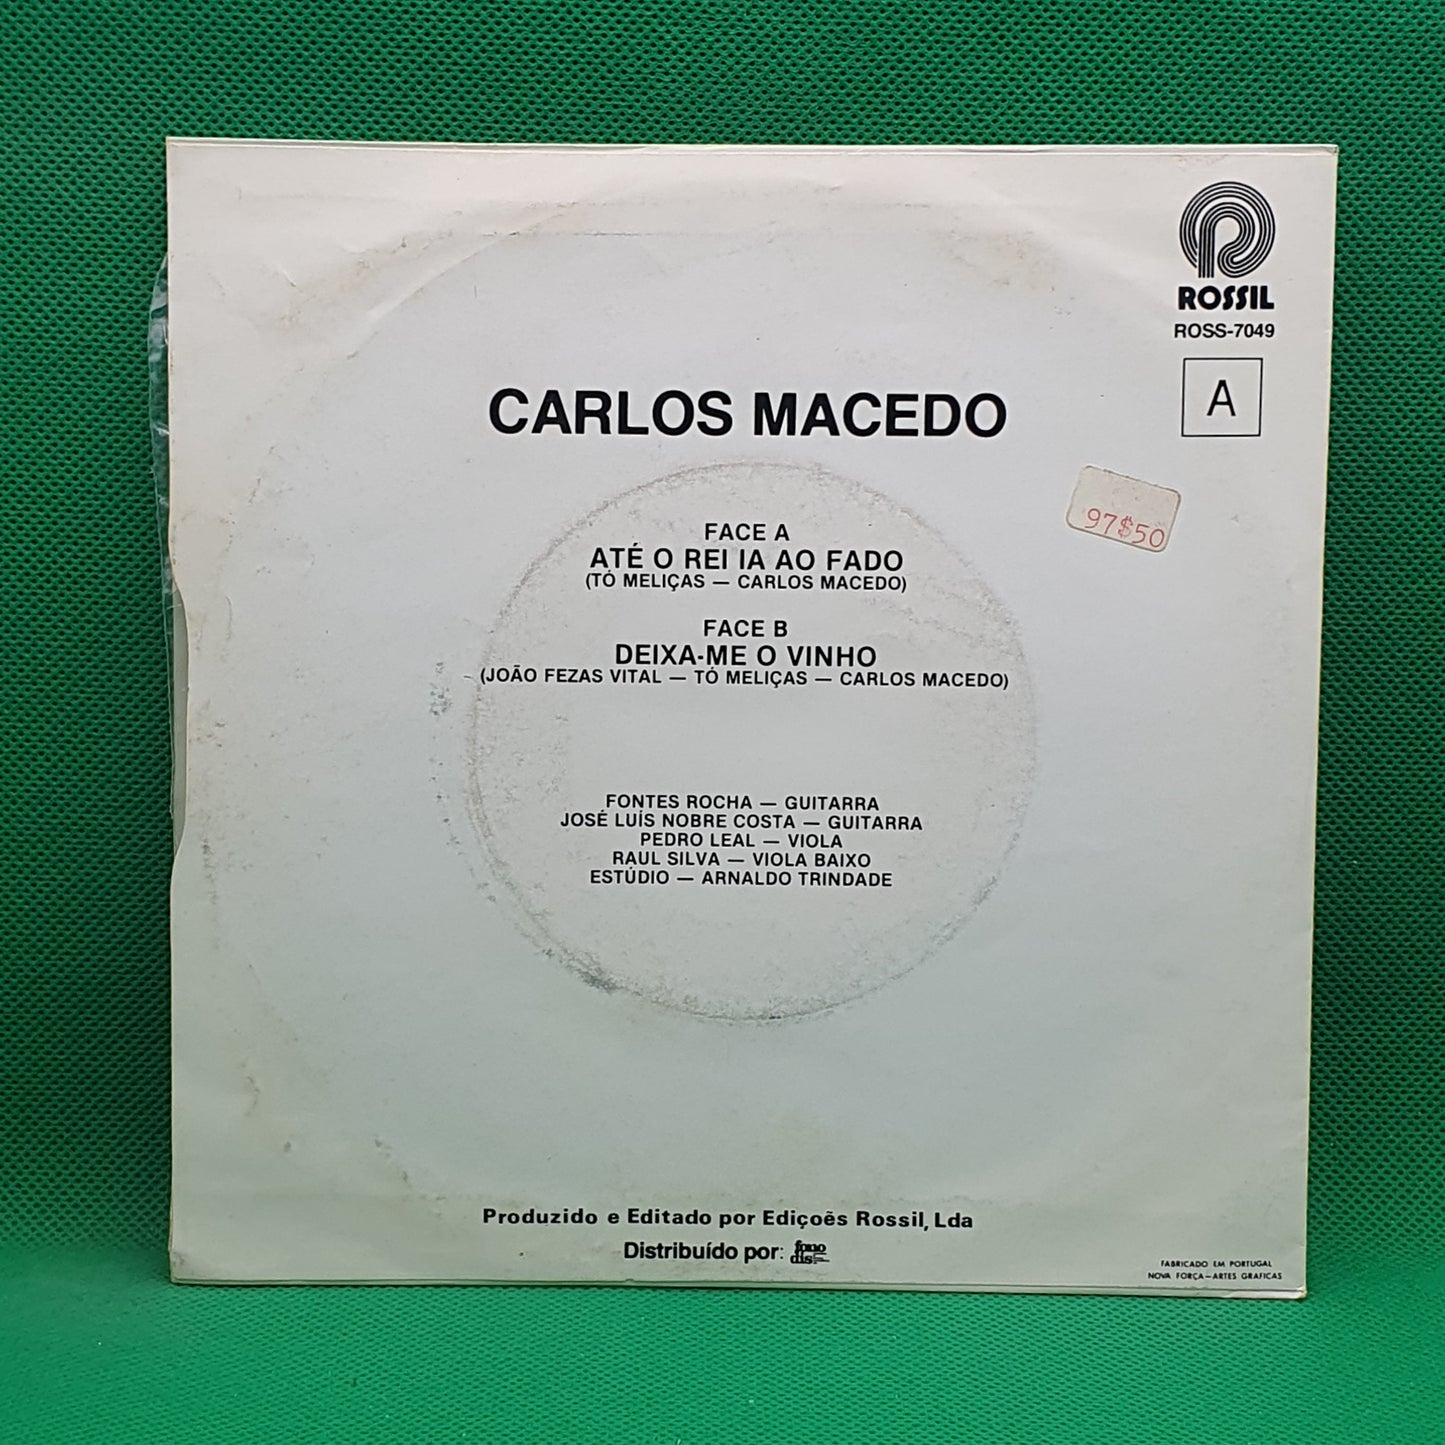 ROSSIL
ROSS-7049
A
CARLOS MACEDO
97$50
FACE A
ATÉ O REI IA AO FADO
(TÓ MELIÇAS — CARLOS MACEDO)
FACE B
DEIXA-ME O VINHO
(JOÃO FEZAS VITAL — TÓ MELIÇAS — CARLOS MACEDO)
FONTES ROCHA — GUITARRA
JOSÉ LUÍS NOBRE COSTA — GUITARRA
PEDRO LEAL — VIOLA
RAUL SILVA — VIOLA BAIXO
ESTÚDIO — ARNALDO TRINDADE
Produzido e Editado por Ediçoẽs Rossil, Lda
Distribuído por: fono dis
FABRICADO EM PORTUGAL
NOVA FORÇA—ARTES GRAFICAS